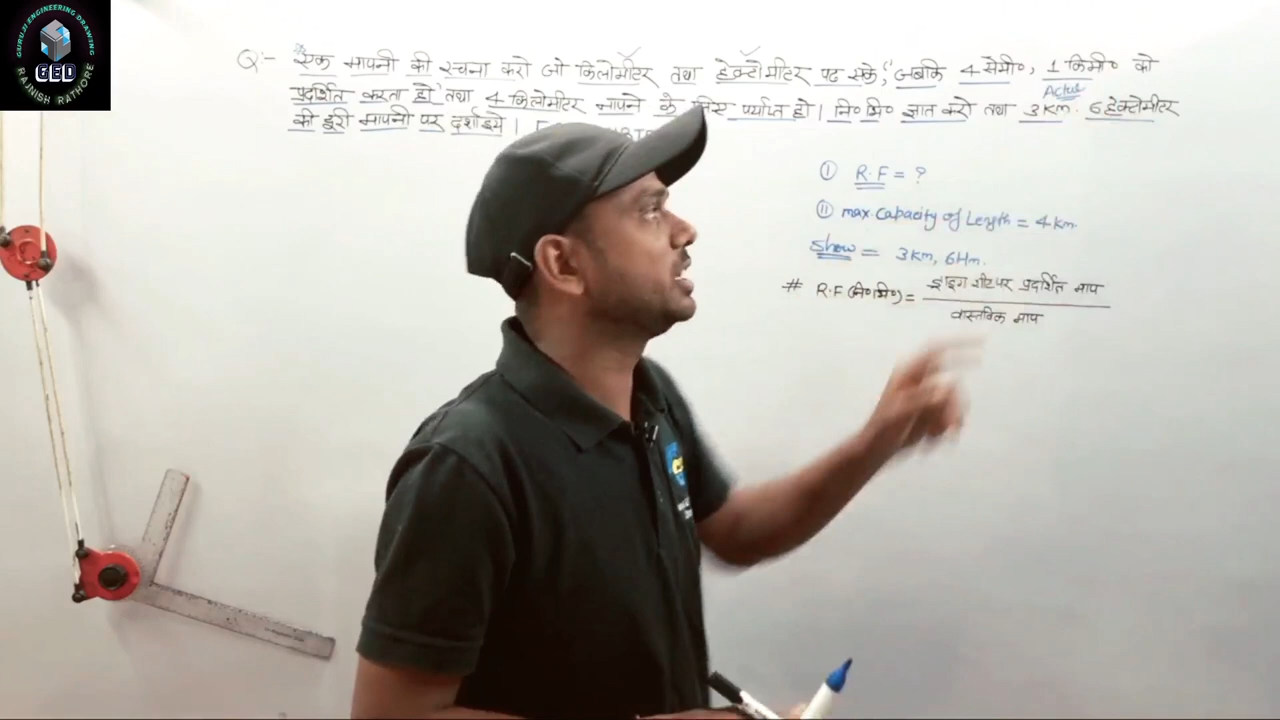 GURUJI ENGINEERING DRAWING
GED
RAJNISH RATHORE
Q:- एक मापनी की रचना करो जो किलोमीटर तथा हेक्टोमीटर पढ सके, जबकि 4 सेमी०, 1 किमी० को
प्रदर्शित करता हो तथा 4 किलोमीटर मापने के लिए पर्याप्त हो। नि० भि० ज्ञात करो तथा 3 Km. 6 हेक्टोमीटर
की दूरी मापनी पर दर्शाइये।
① R.F = ?
⑪ max. capacity of Length = 4 Km.
Show = 3 Km, 6 Hm.
# R.F (नि० भि०) = ड्राइंग शीट पर प्रदर्शित माप
वास्तविक माप